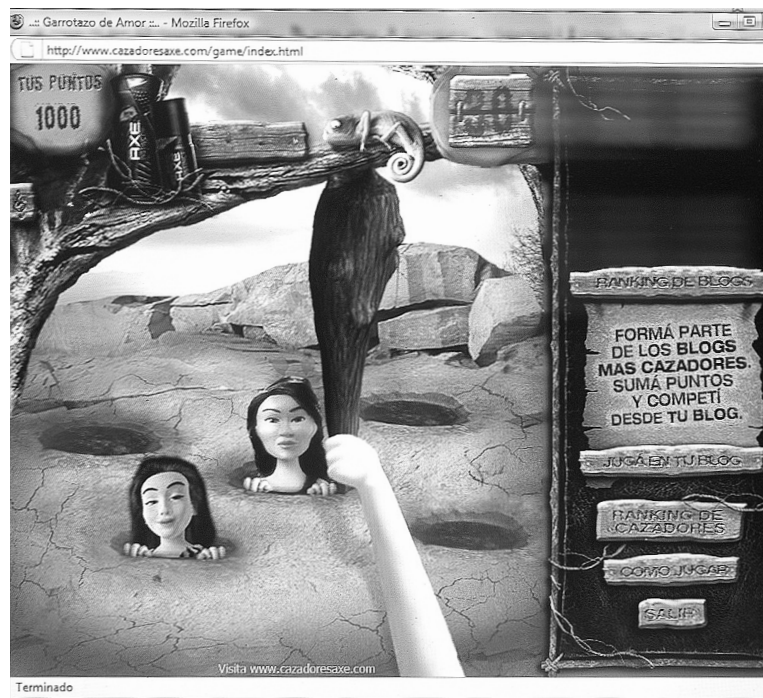 ..:: Garrotazo de Amor ::.. - Mozilla Firefox
http://www.cazadoresaxe.com/game/index.html
TUS PUNTOS
1000
AXE
AXE
RANKING DE BLOGS
FORMÁ PARTE
DE LOS BLOGS
MAS CAZADORES.
SUMÁ PUNTOS
Y COMPETÍ
DESDE TU BLOG.
JUGÁ EN TU BLOG
RANKING DE
CAZADORES
COMO JUGAR
SALIR
Visita www.cazadoresaxe.com
Terminado